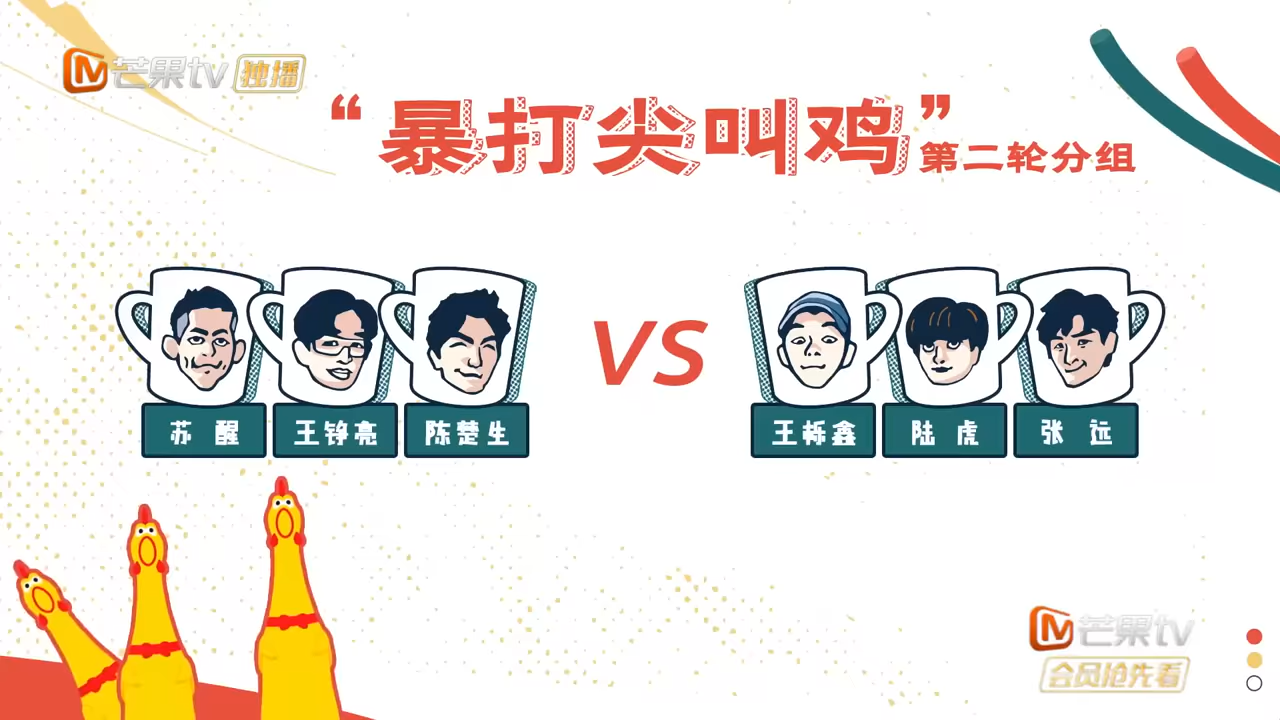 芒果tv 独播
“暴打尖叫鸡”第二轮分组
VS
苏醒 王铮亮 陈楚生 王栎鑫 陆虎 张远
芒果tv
会员抢先看